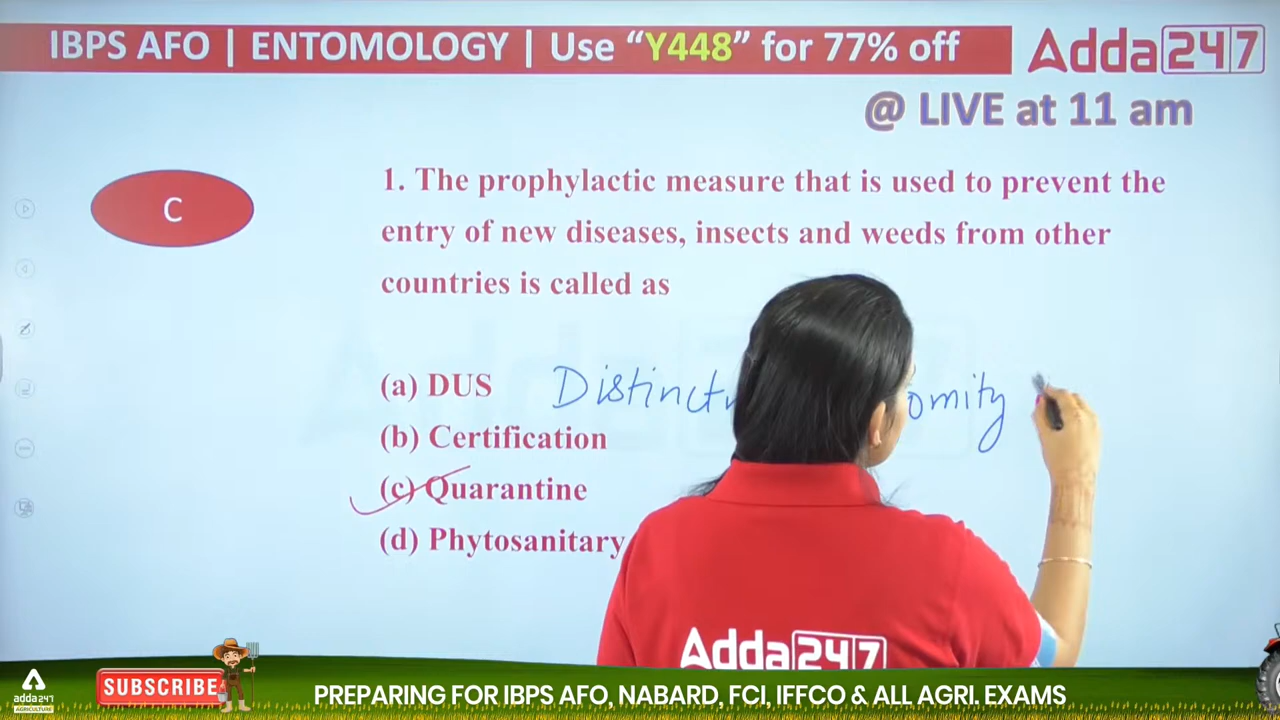 IBPS AFO | ENTOMOLOGY | Use “Y448” for 77% off
Adda247
@ LIVE at 11 am
C
1. The prophylactic measure that is used to prevent the
entry of new diseases, insects and weeds from other
countries is called as
(a) DUS
(b) Certification
(c) Quarantine
(d) Phytosanitary
Adda247
adda247
AGRICULTURE
SUBSCRIBE
PREPARING FOR IBPS AFO, NABARD, FCI, IFFCO & ALL AGRI. EXAMS